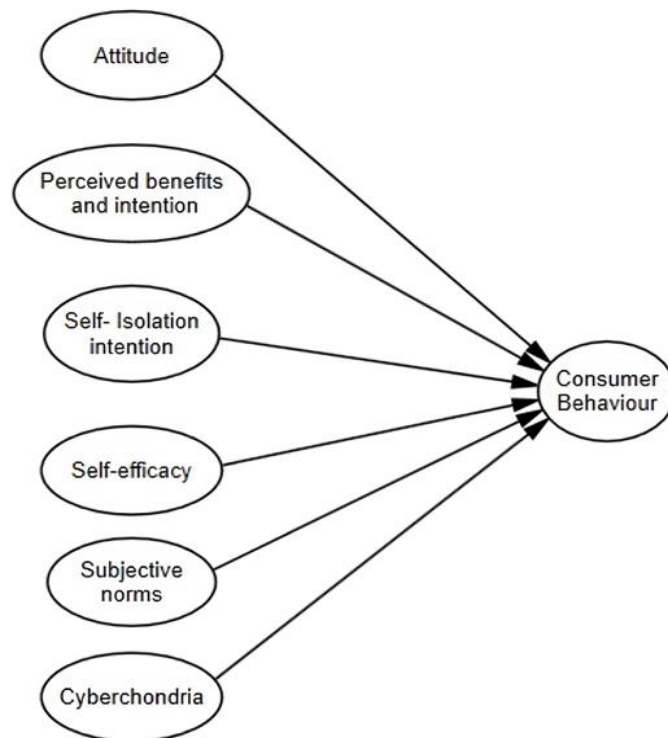 Attitude
Perceived benefits
and intention
Self- Isolation
intention
Consumer
Behaviour
Self-efficacy
Subjective
norms
Cyberchondria